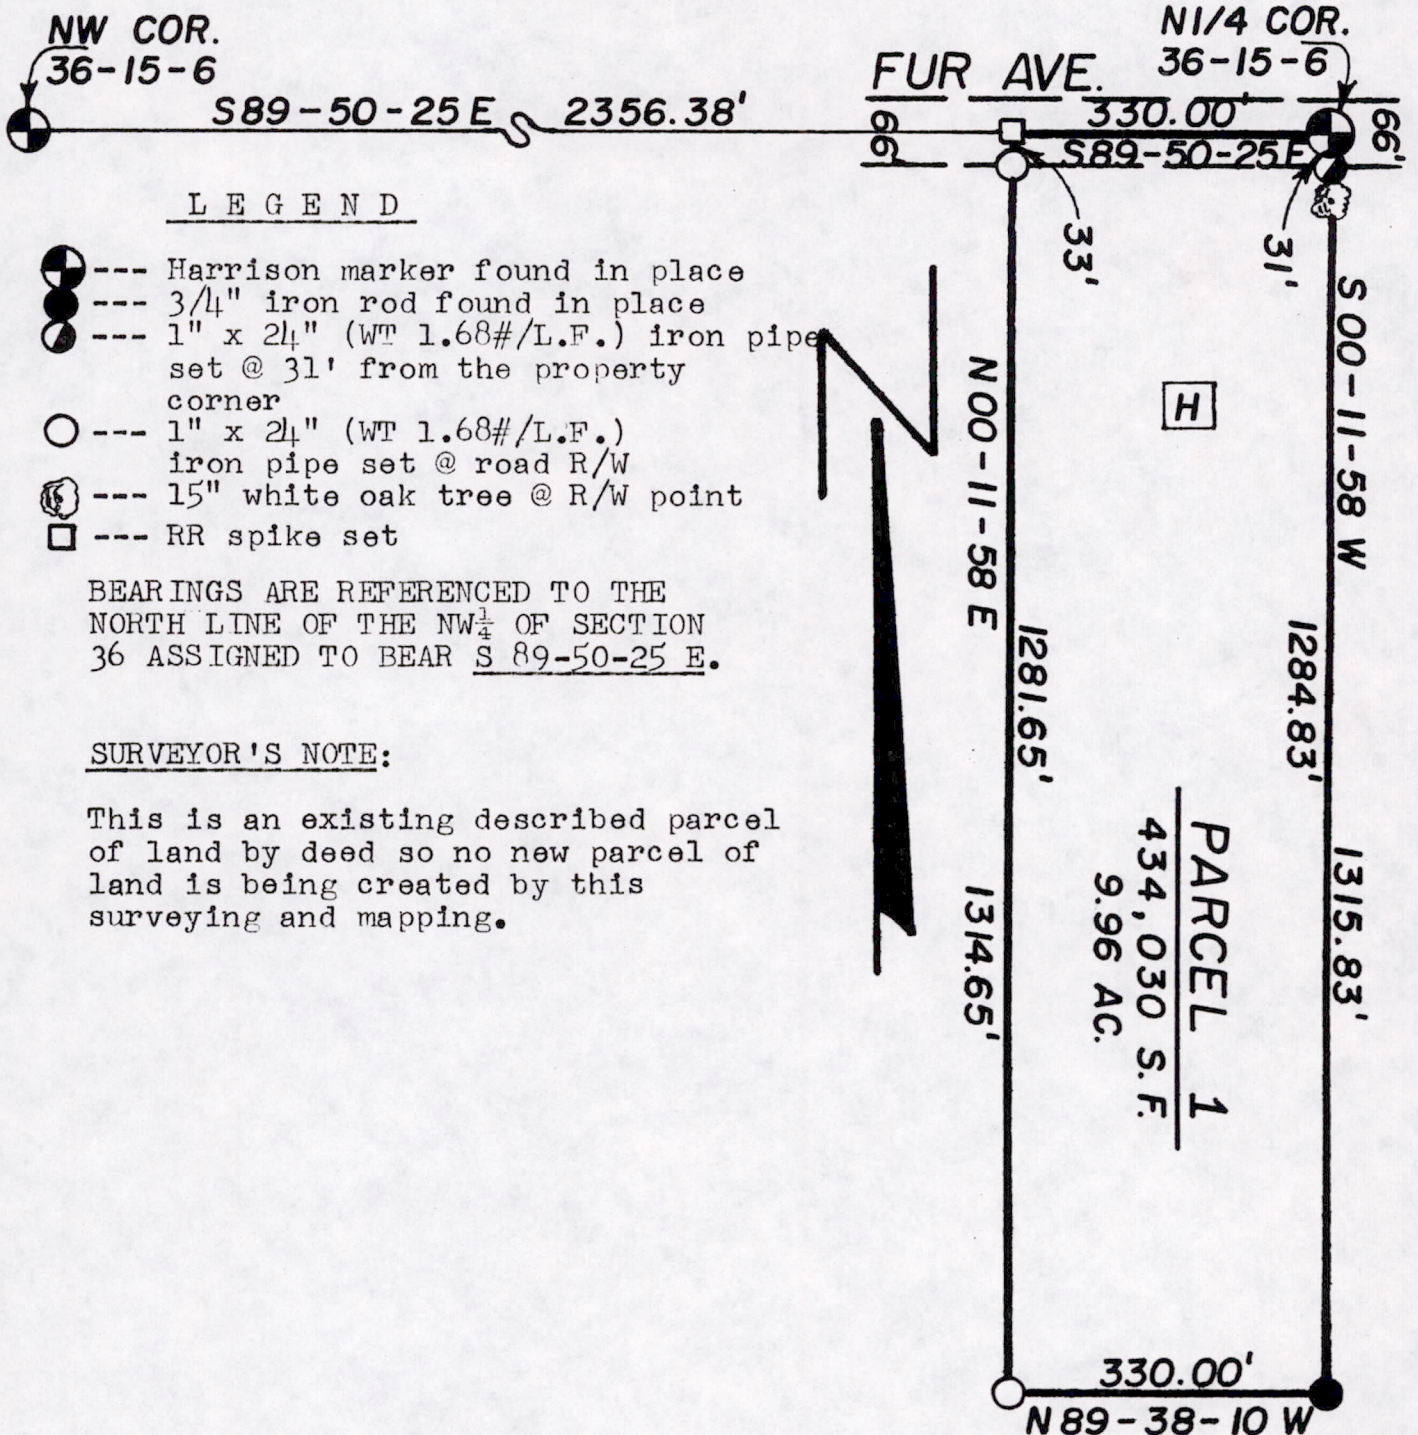 NW COR.
36-15-6
S89-50-25 E 2356.38'
N1/4 COR.
36-15-6
FUR AVE.
330.00'
S89-50-25E
66'
66'
33'
31'
L E G E N D
--- Harrison marker found in place
--- 3/4" iron rod found in place
--- 1" x 24" (WT 1.68#/L.F.) iron pipe
set @ 31' from the property
corner
--- 1" x 24" (WT 1.68#/L.F.)
iron pipe set @ road R/W
--- 15" white oak tree @ R/W point
--- RR spike set
BEARINGS ARE REFERENCED TO THE
NORTH LINE OF THE NW¼ OF SECTION
36 ASSIGNED TO BEAR S 89-50-25 E.
SURVEYOR'S NOTE:
This is an existing described parcel
of land by deed so no new parcel of
land is being created by this
surveying and mapping.
N
N00-11-58 E
1281.65'
1314.65'
H
S00-11-58 W
1284.83'
1315.83'
PARCEL 1
434,030 S.F.
9.96 AC.
330.00'
N89-38-10 W